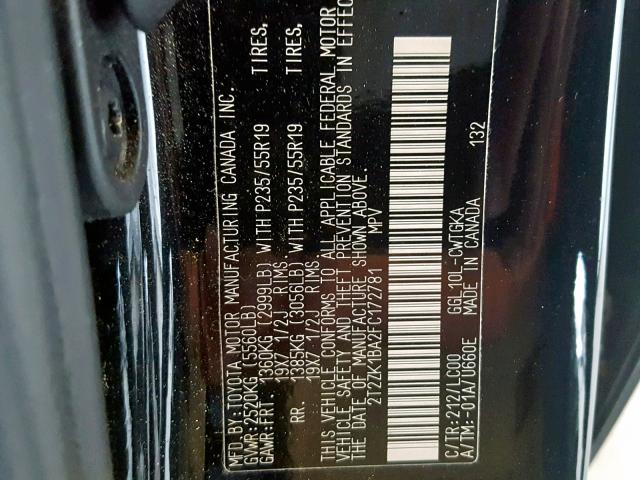 MFD.BY:TOYOTA MOTOR MANUFACTURING CANADA INC.
GVWR:2520KG(5560LB)
GAWR:FRT. 1360KG(2999LB) WITH P235/55R19 TIRES,
19X7 1/2J RIMS.
RR. 1385KG(3056LB) WITH P235/55R19 TIRES,
19X7 1/2J RIMS.
THIS VEHICLE CONFORMS TO ALL APPLICABLE FEDERAL MOTOR
VEHICLE SAFETY AND THEFT PREVENTION STANDARDS IN EFFEC
THE DATE OF MANUFACTURE SHOWN ABOVE.
2T2ZK1BA2FC172781 MPV
C/TR:212/LC00 GGL10L-CWTGKA 132
A/TM:-01A/U660E MADE IN CANADA